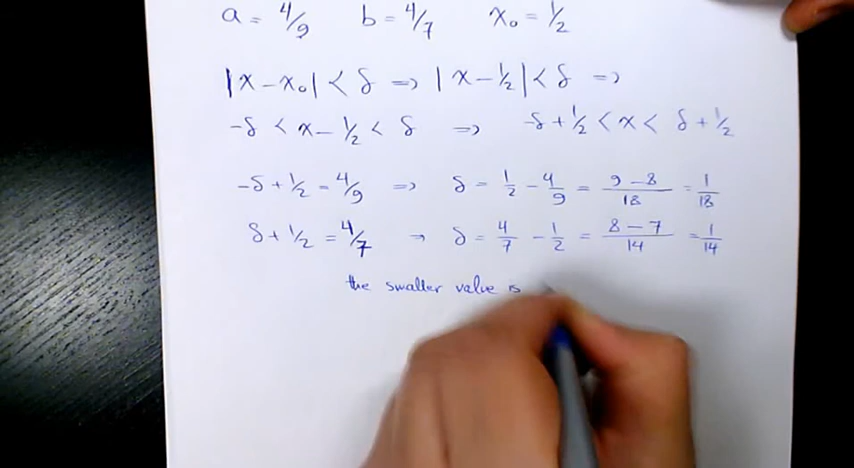 a = 4/9 b = 4/7 x₀ = 1/2
|x - x₀| < δ ⇒ |x - 1/2| < δ ⇒
-δ < x - 1/2 < δ ⇒ -δ + 1/2 < x < δ + 1/2
-δ + 1/2 = 4/9 ⇒ δ = 1/2 - 4/9 = (9 - 8)/18 = 1/18
δ + 1/2 = 4/7 → δ = 4/7 - 1/2 = (8 - 7)/14 = 1/14
the smaller value is